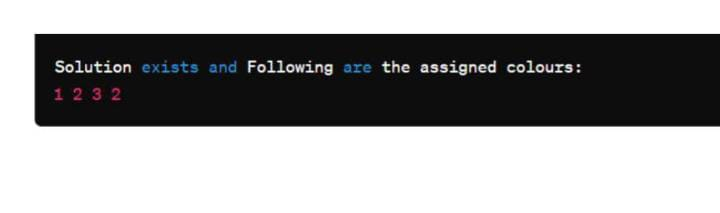 Solution exists and Following are the assigned colours:
1 2 3 2